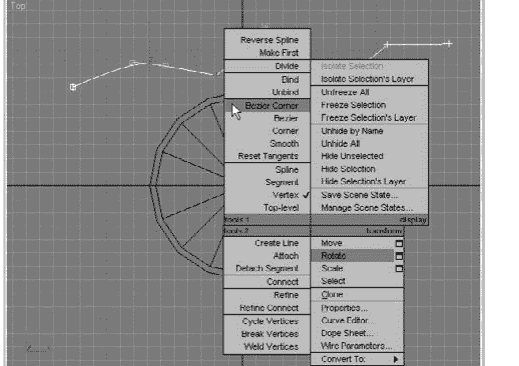 Top
Reverse Spline
Make First
Divide
Bind
Unbind
Bezier Corner
Bezier
Corner
Smooth
Reset Tangents
Spline
Segment
Vertex ✓
Top-level
tools 1
Isolate Selection
Isolate Selection's Layer
Unfreeze All
Freeze Selection
Freeze Selection's Layer
Unhide by Name
Unhide All
Hide Unselected
Hide Selection
Hide Selection's Layer
Save Scene State...
Manage Scene States...
display
tools 2
Create Line
Attach
Detach Segment
Connect
Refine
Refine Connect
Cycle Vertices
Break Vertices
Weld Vertices
transform
Move
Rotate
Scale
Select
Clone
Properties...
Curve Editor...
Dope Sheet...
Wire Parameters...
Convert To: